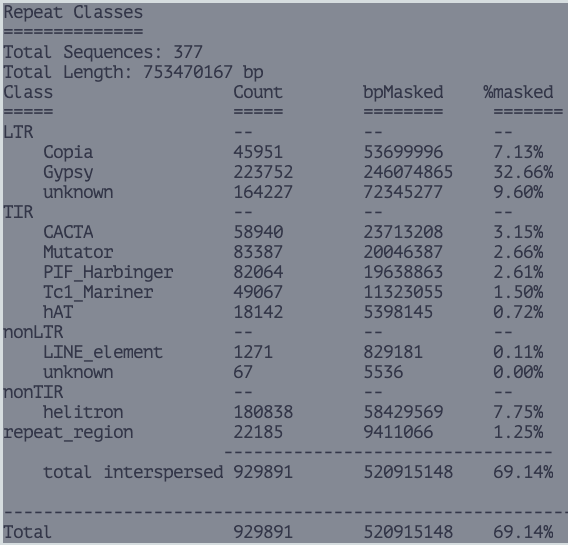 Repeat Classes
==============
Total Sequences: 377
Total Length: 753470167 bp
Class                  Count        bpMasked    %masked
=====                  =====        ========     =======
LTR                    --           --           --
    Copia              45951        53699996     7.13%
    Gypsy              223752       246074865    32.66%
    unknown            164227       72345277     9.60%
TIR                    --           --           --
    CACTA              58940        23713208     3.15%
    Mutator            83387        20046387     2.66%
    PIF_Harbinger      82064        19638863     2.61%
    Tc1_Mariner        49067        11323055     1.50%
    hAT                18142        5398145      0.72%
nonLTR                 --           --           --
    LINE_element       1271         829181       0.11%
    unknown            67           5536         0.00%
nonTIR                 --           --           --
    helitron           180838       58429569     7.75%
repeat_region          22185        9411066      1.25%
                      ---------------------------------
    total interspersed 929891       520915148    69.14%

---------------------------------------------------------
Total                  929891       520915148    69.14%